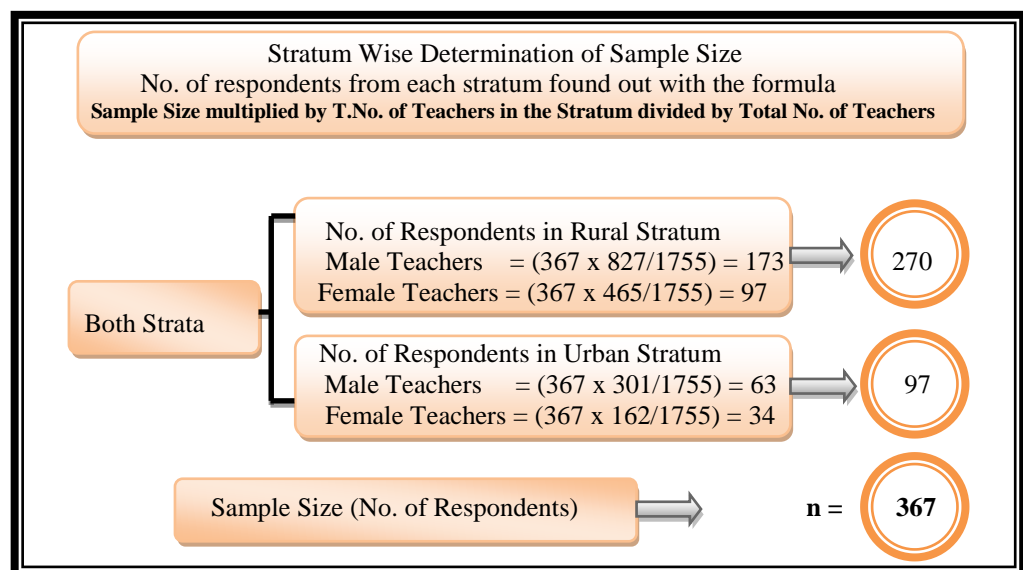 Stratum Wise Determination of Sample Size
No. of respondents from each stratum found out with the formula
Sample Size multiplied by T.No. of Teachers in the Stratum divided by Total No. of Teachers
Both Strata
No. of Respondents in Rural Stratum
Male Teachers = (367 x 827/1755) = 173
Female Teachers = (367 x 465/1755) = 97
270
No. of Respondents in Urban Stratum
Male Teachers = (367 x 301/1755) = 63
Female Teachers = (367 x 162/1755) = 34
97
Sample Size (No. of Respondents) n = 367